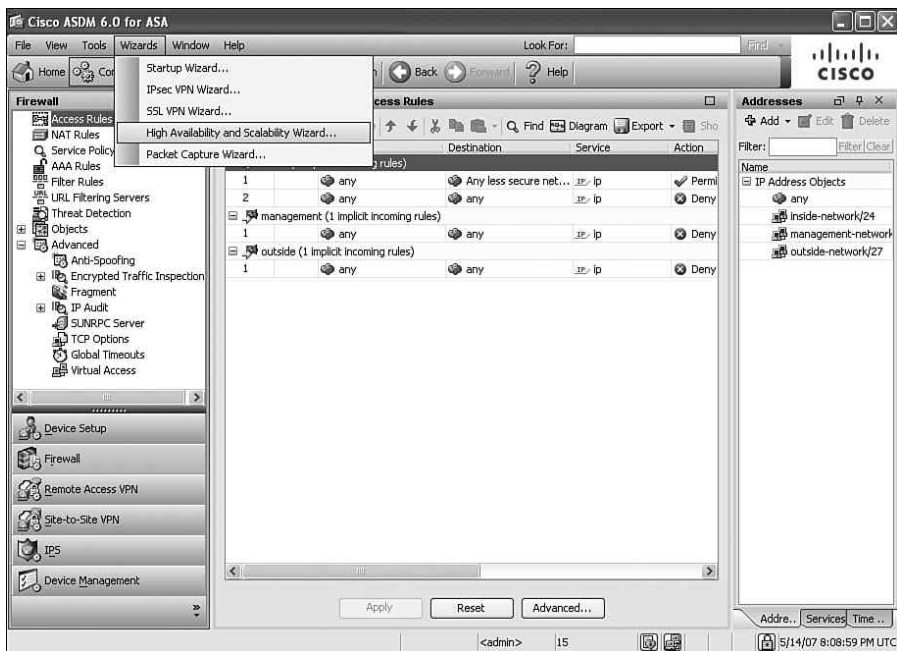 Cisco ASDM 6.0 for ASA
File View Tools Wizards Window Help
Look For:
Find
Home
Back
Forward
Help
CISCO
Startup Wizard...
IPsec VPN Wizard...
SSL VPN Wizard...
High Availability and Scalability Wizard...
Packet Capture Wizard...
Firewall
Access Rules
NAT Rules
Service Policy
AAA Rules
Filter Rules
URL Filtering Servers
Threat Detection
Objects
Advanced
Anti-Spoofing
Encrypted Traffic Inspection
Fragment
IP Audit
SUNRPC Server
TCP Options
Global Timeouts
Virtual Access
Device Setup
Firewall
Remote Access VPN
Site-to-Site VPN
IPS
Device Management
Rules
Find Diagram Export
Destination Service Action
rules)
1 any Any less secure net... IP ip Permi
2 any any IP ip Deny
management (1 implicit incoming rules)
1 any any IP ip Deny
outside (1 implicit incoming rules)
1 any any IP ip Deny
Apply Reset Advanced...
Addresses
Add Edit Delete
Filter: Filter Clear
Name
IP Address Objects
any
inside-network/24
management-network
outside-network/27
Addre.. Services Time ..
<admin> 15 5/14/07 8:08:59 PM UTC